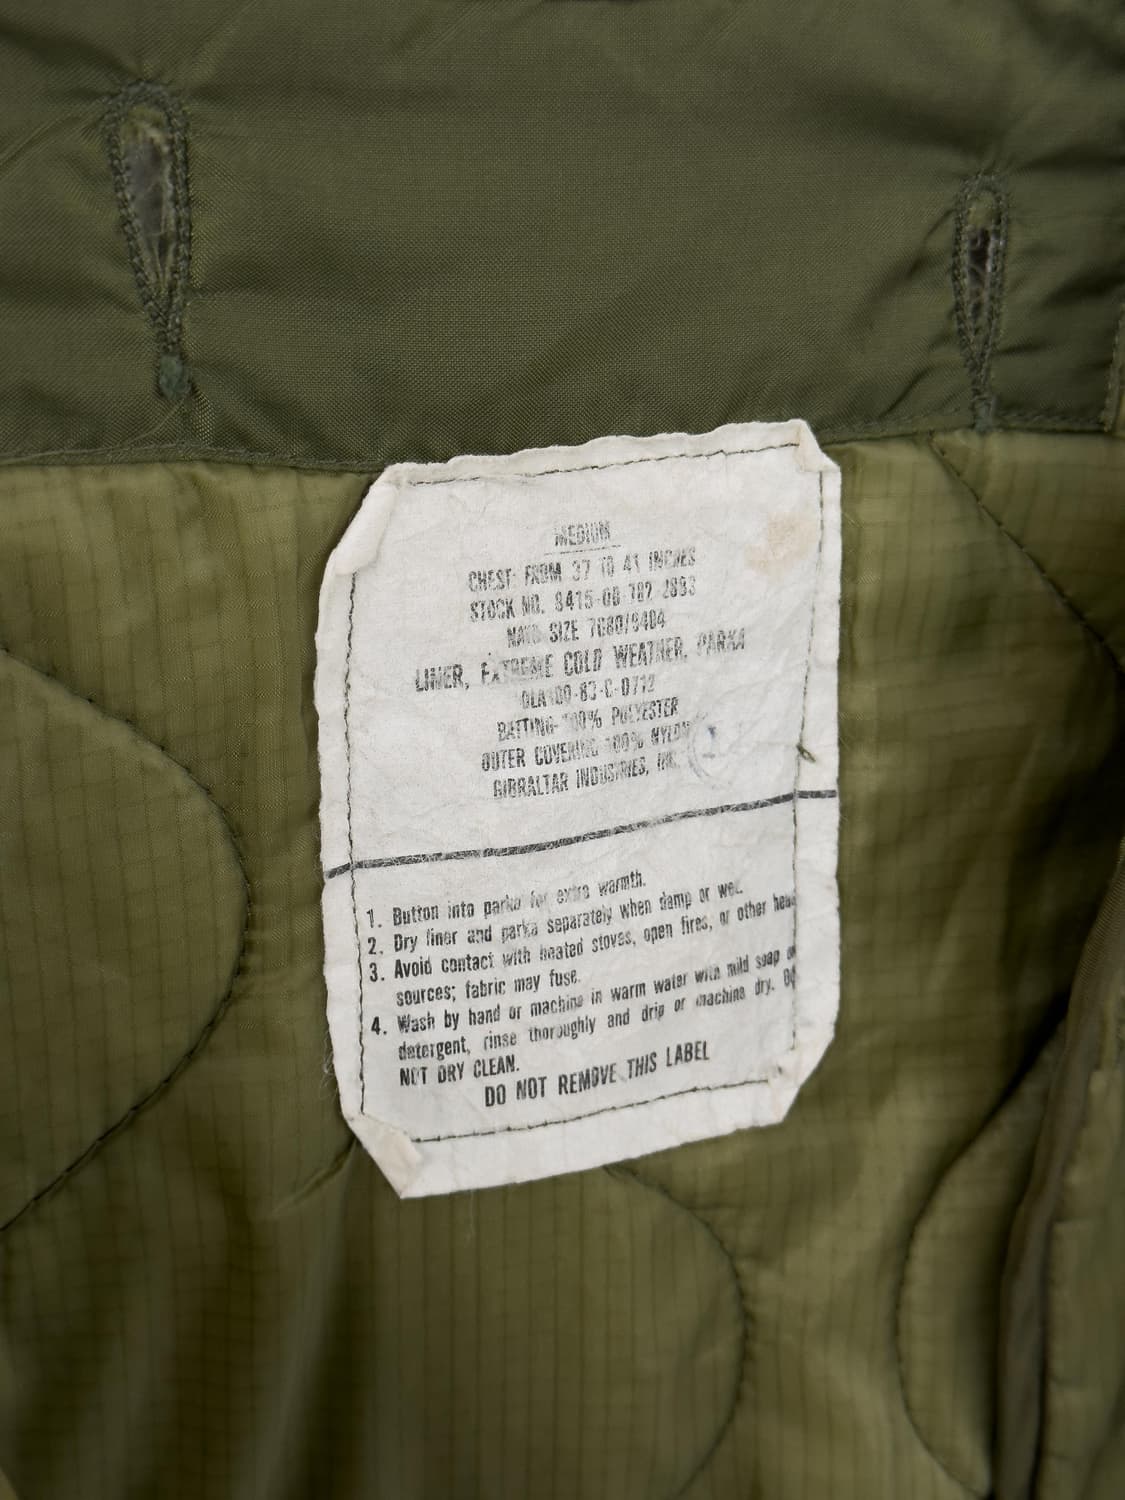 MEDIUM
CHEST: FROM 37 TO 41 INCHES
STOCK NO. 8415-00-782-2893
NATO SIZE 7080/9404
LINER, EXTREME COLD WEATHER, PARKA
DLA100-83-C-0712
BATTING-100% POLYESTER
OUTER COVERING 100% NYLON
GIBRALTAR INDUSTRIES, INC.
1. Button into parka for extra warmth.
2. Dry liner and parka separately when damp or wet.
3. Avoid contact with heated stoves, open fires, or other heat
sources; fabric may fuse.
4. Wash by hand or machine in warm water with mild soap or
detergent, rinse thoroughly and drip or machine dry. DO
NOT DRY CLEAN.
DO NOT REMOVE THIS LABEL